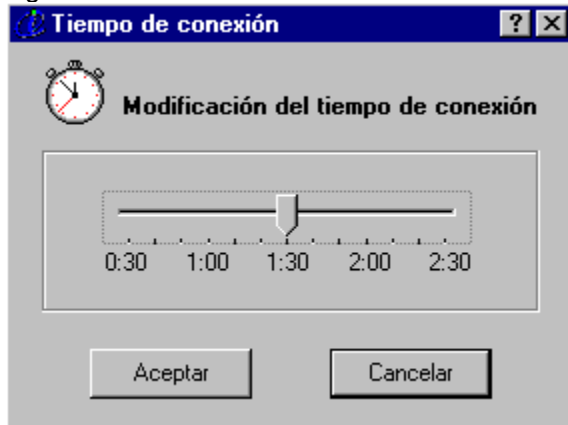 Tiempo de conexión
Modificación del tiempo de conexión
0:30 1:00 1:30 2:00 2:30
Aceptar Cancelar